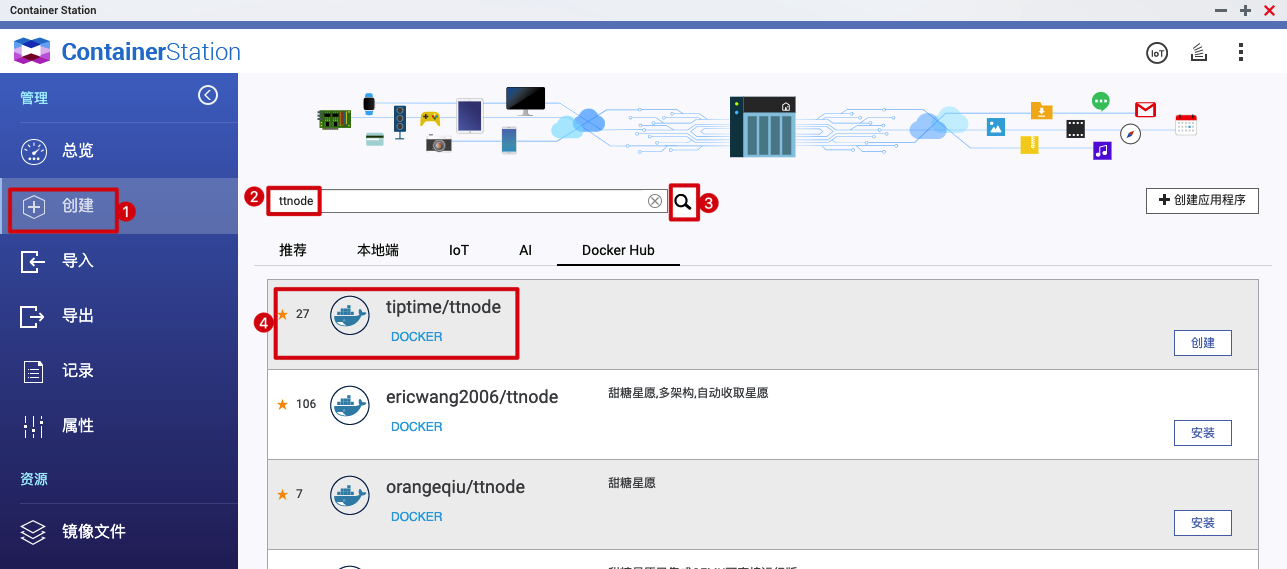 Container Station
ContainerStation
IoT
管理
总览
创建
1
导入
导出
记录
属性
资源
镜像文件
2
ttnode
3
创建应用程序
推荐
本地端
IoT
AI
Docker Hub
4
27
tiptime/ttnode
DOCKER
创建
106
ericwang2006/ttnode
甜糖星愿,多架构,自动收取星愿
DOCKER
安装
7
orangeqiu/ttnode
甜糖星愿
DOCKER
安装